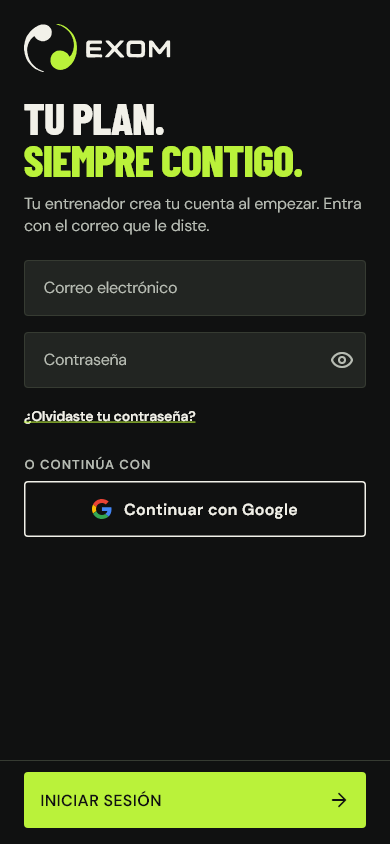 EXOM
TU PLAN.
SIEMPRE CONTIGO.
Tu entrenador crea tu cuenta al empezar. Entra
con el correo que le diste.
Correo electrónico
Contraseña
¿Olvidaste tu contraseña?
O CONTINÚA CON
Continuar con Google
INICIAR SESIÓN